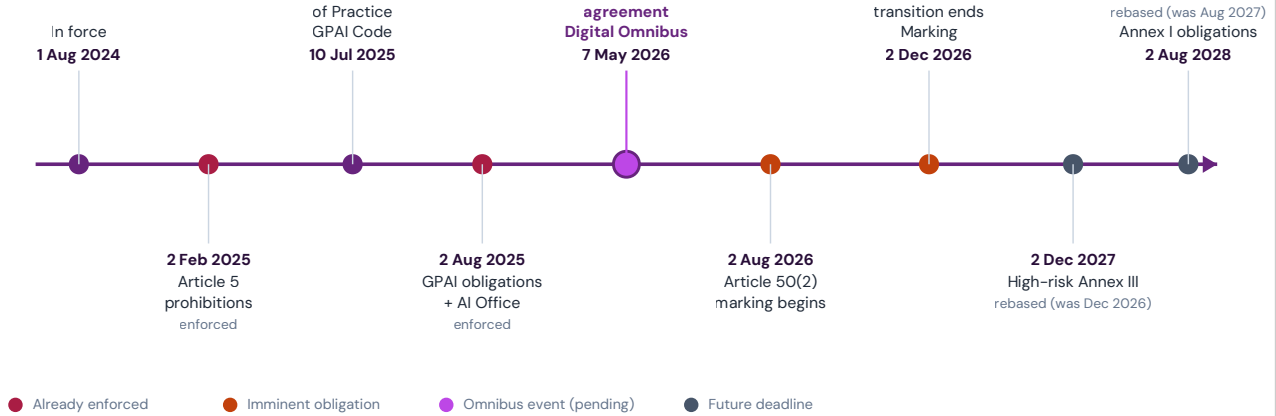 In force
1 Aug 2024
of Practice
GPAI Code
10 Jul 2025
agreement
Digital Omnibus
7 May 2026
transition ends
Marking
2 Dec 2026
rebased (was Aug 2027)
Annex I obligations
2 Aug 2028
2 Feb 2025
Article 5
prohibitions
enforced
2 Aug 2025
GPAI obligations
+ AI Office
enforced
2 Aug 2026
Article 50(2)
marking begins
2 Dec 2027
High-risk Annex III
rebased (was Dec 2026)
Already enforced
Imminent obligation
Omnibus event (pending)
Future deadline